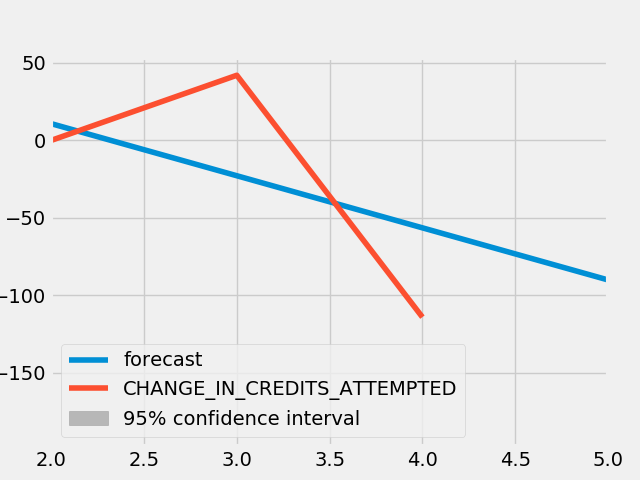 50
0
−50
−100
−150
forecast
CHANGE_IN_CREDITS_ATTEMPTED
95% confidence interval
2.0 2.5 3.0 3.5 4.0 4.5 5.0